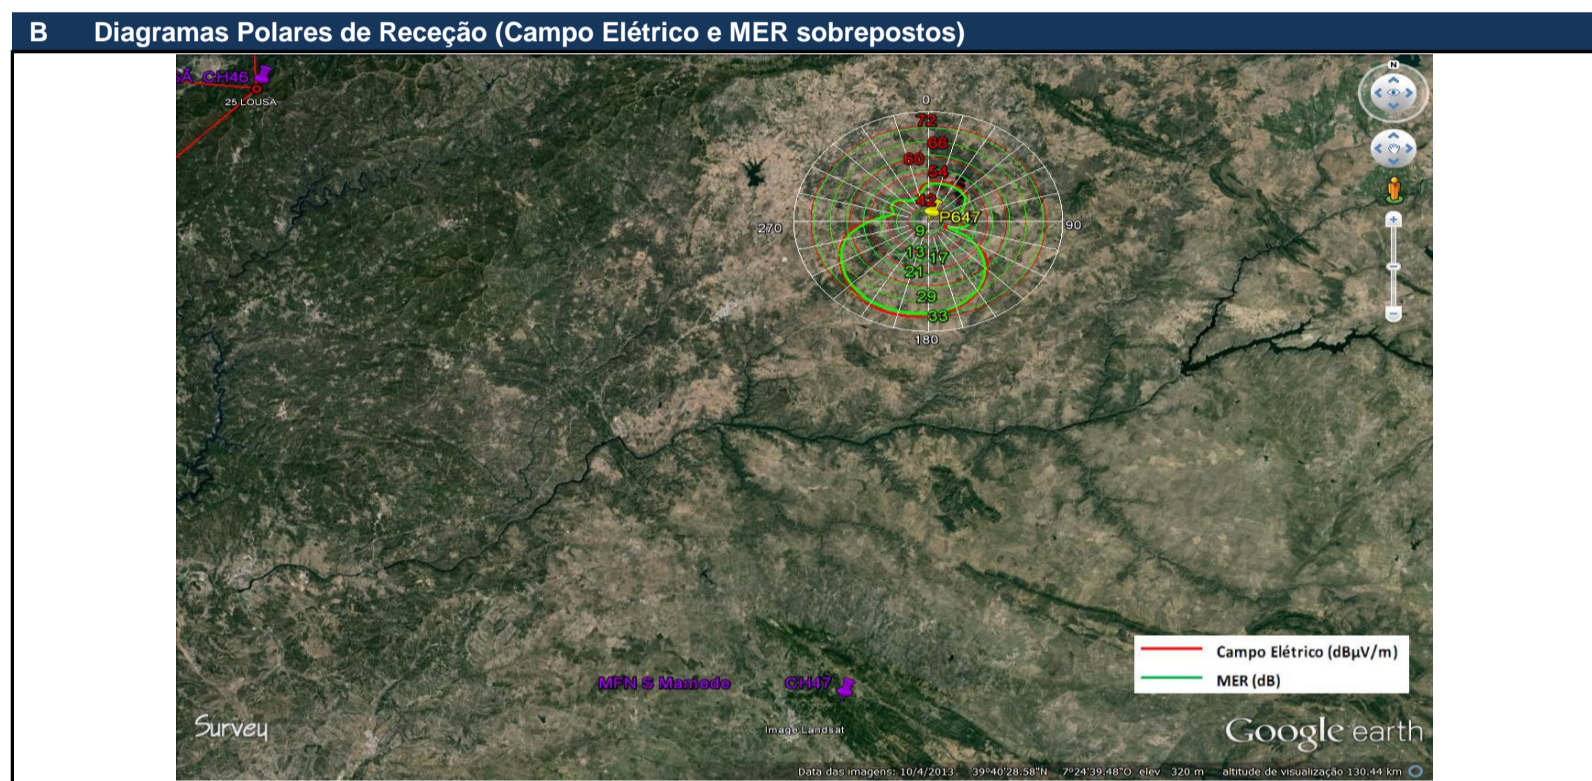 B Diagramas Polares de Receção (Campo Elétrico e MER sobrepostos)
SÃ CH46
25 LOUSA
N
0
72
66
60
54
42
P647
270
90
9
13 17
21
29
33
180
Campo Elétrico (dBµV/m)
MER (dB)
MFN S Mamede CH47
Survey
Image Landsat
Google earth
Data das imagens: 10/4/2013 39°40'28.58"N 7°24'39.48"O elev 320 m altitude de visualização 130.44 km